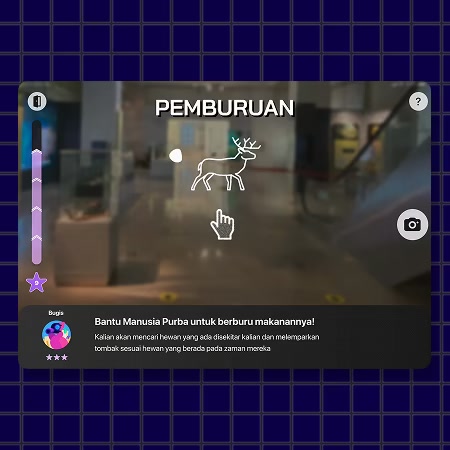 PEMBURUAN
?
9
Bugis
Bantu Manusia Purba untuk berburu makanannya!
Kalian akan mencari hewan yang ada disekitar kalian dan melemparkan
tombak sesuai hewan yang berada pada zaman mereka